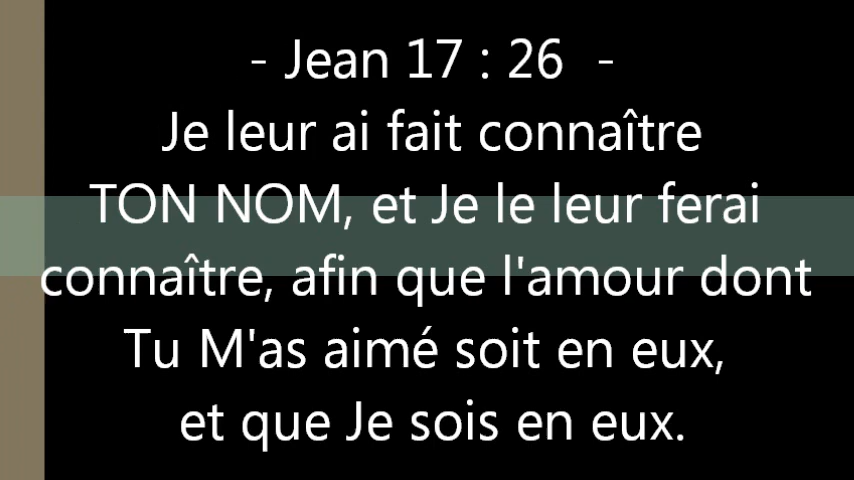 - Jean 17 : 26 -
Je leur ai fait connaître
TON NOM, et Je le leur ferai
connaître, afin que l'amour dont
Tu M'as aimé soit en eux,
et que Je sois en eux.